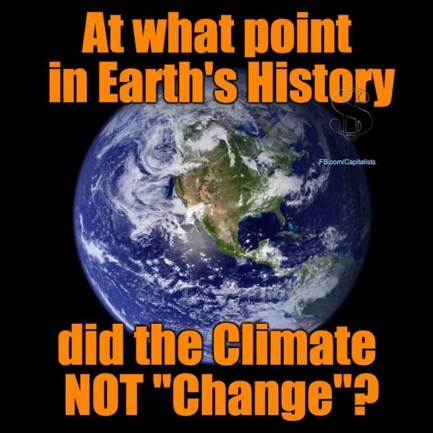 At what point
in Earth's History
$
FB.com/Capitalists
did the Climate
NOT "Change"?